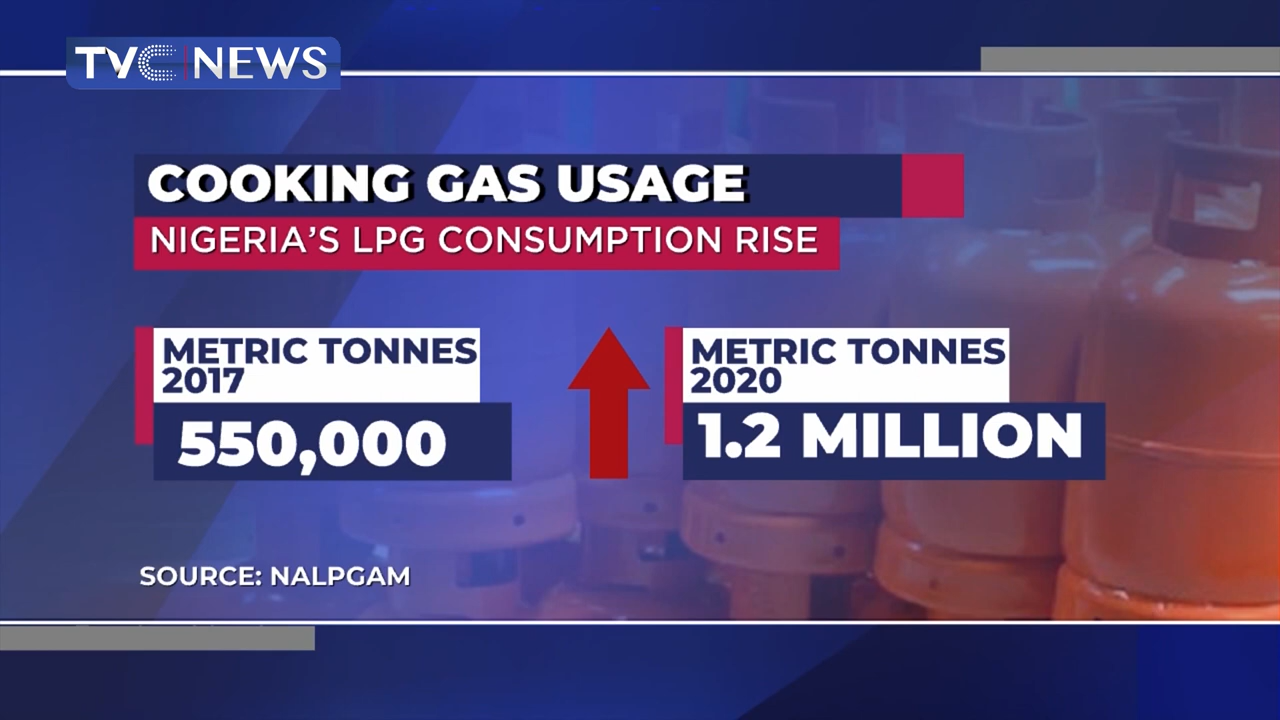 TVC NEWS
COOKING GAS USAGE
NIGERIA'S LPG CONSUMPTION RISE
METRIC TONNES
2017
550,000
METRIC TONNES
2020
1.2 MILLION
SOURCE: NALPGAM